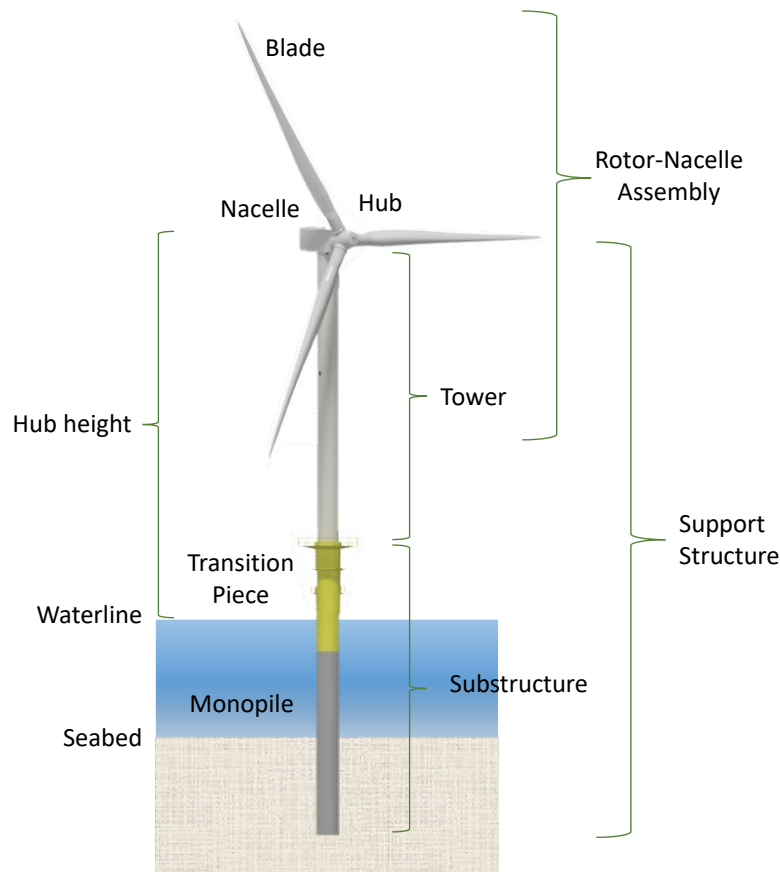 Blade
Rotor-Nacelle
Assembly
Hub
Nacelle
Tower
Hub height
Support
Structure
Transition
Piece
Waterline
Substructure
Monopile
Seabed